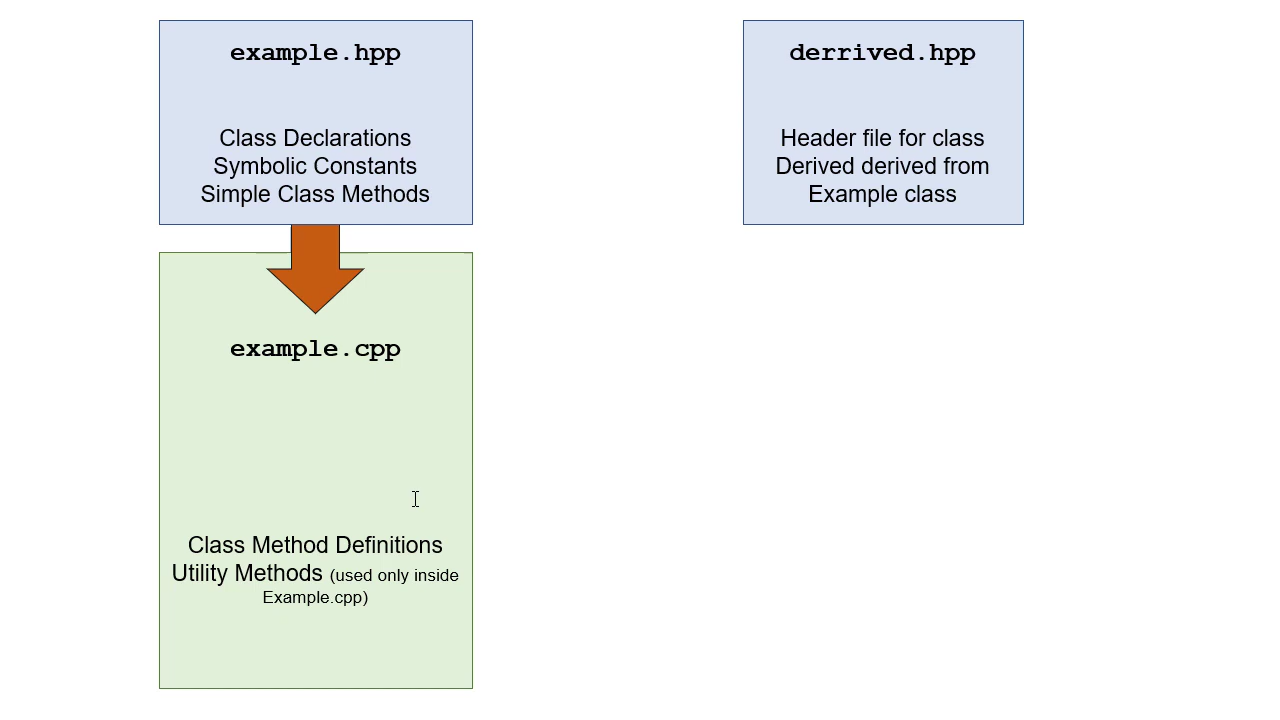 example.hpp
Class Declarations
Symbolic Constants
Simple Class Methods
derrived.hpp
Header file for class
Derived derived from
Example class
example.cpp
Class Method Definitions
Utility Methods (used only inside
Example.cpp)